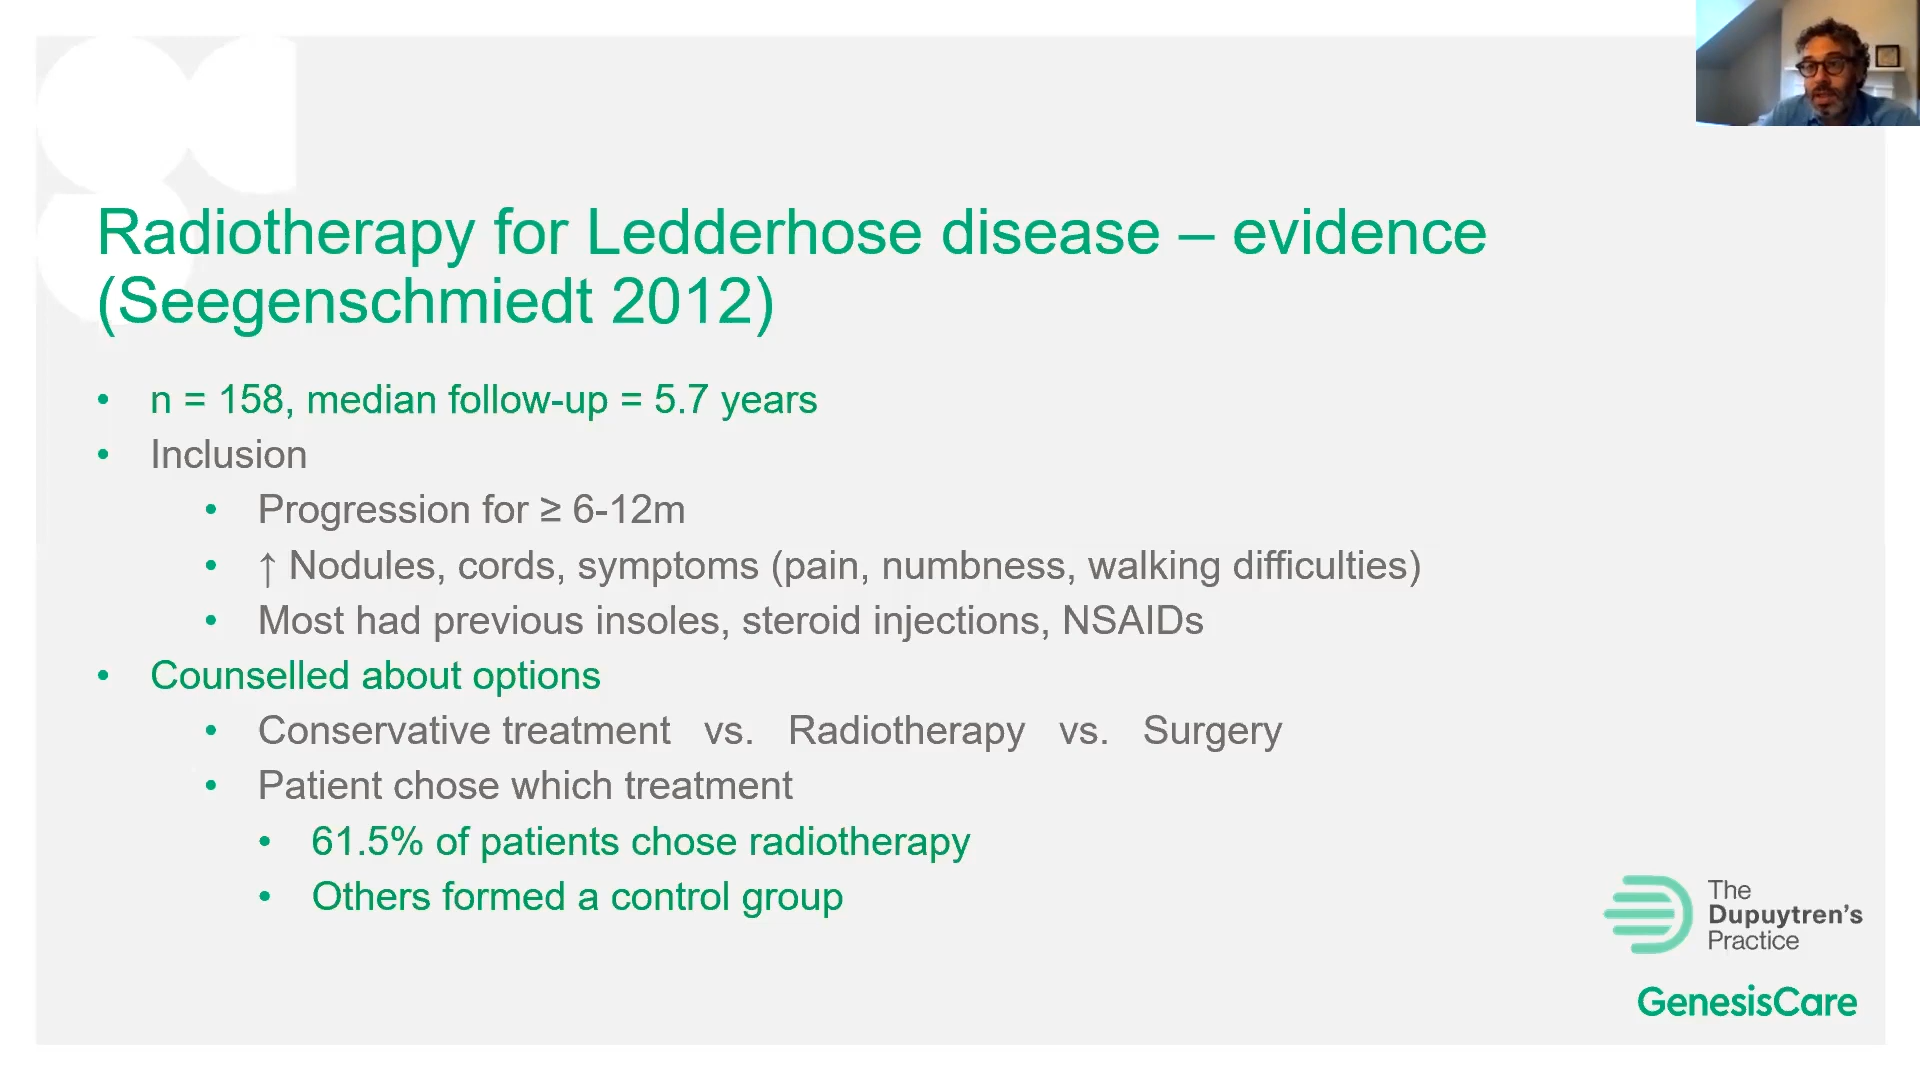 Radiotherapy for Ledderhose disease – evidence
(Seegenschmiedt 2012)
• n = 158, median follow-up = 5.7 years
• Inclusion
• Progression for ≥ 6-12m
• ↑ Nodules, cords, symptoms (pain, numbness, walking difficulties)
• Most had previous insoles, steroid injections, NSAIDs
• Counselled about options
• Conservative treatment vs. Radiotherapy vs. Surgery
• Patient chose which treatment
• 61.5% of patients chose radiotherapy
• Others formed a control group
The
Dupuytren's
Practice
GenesisCare